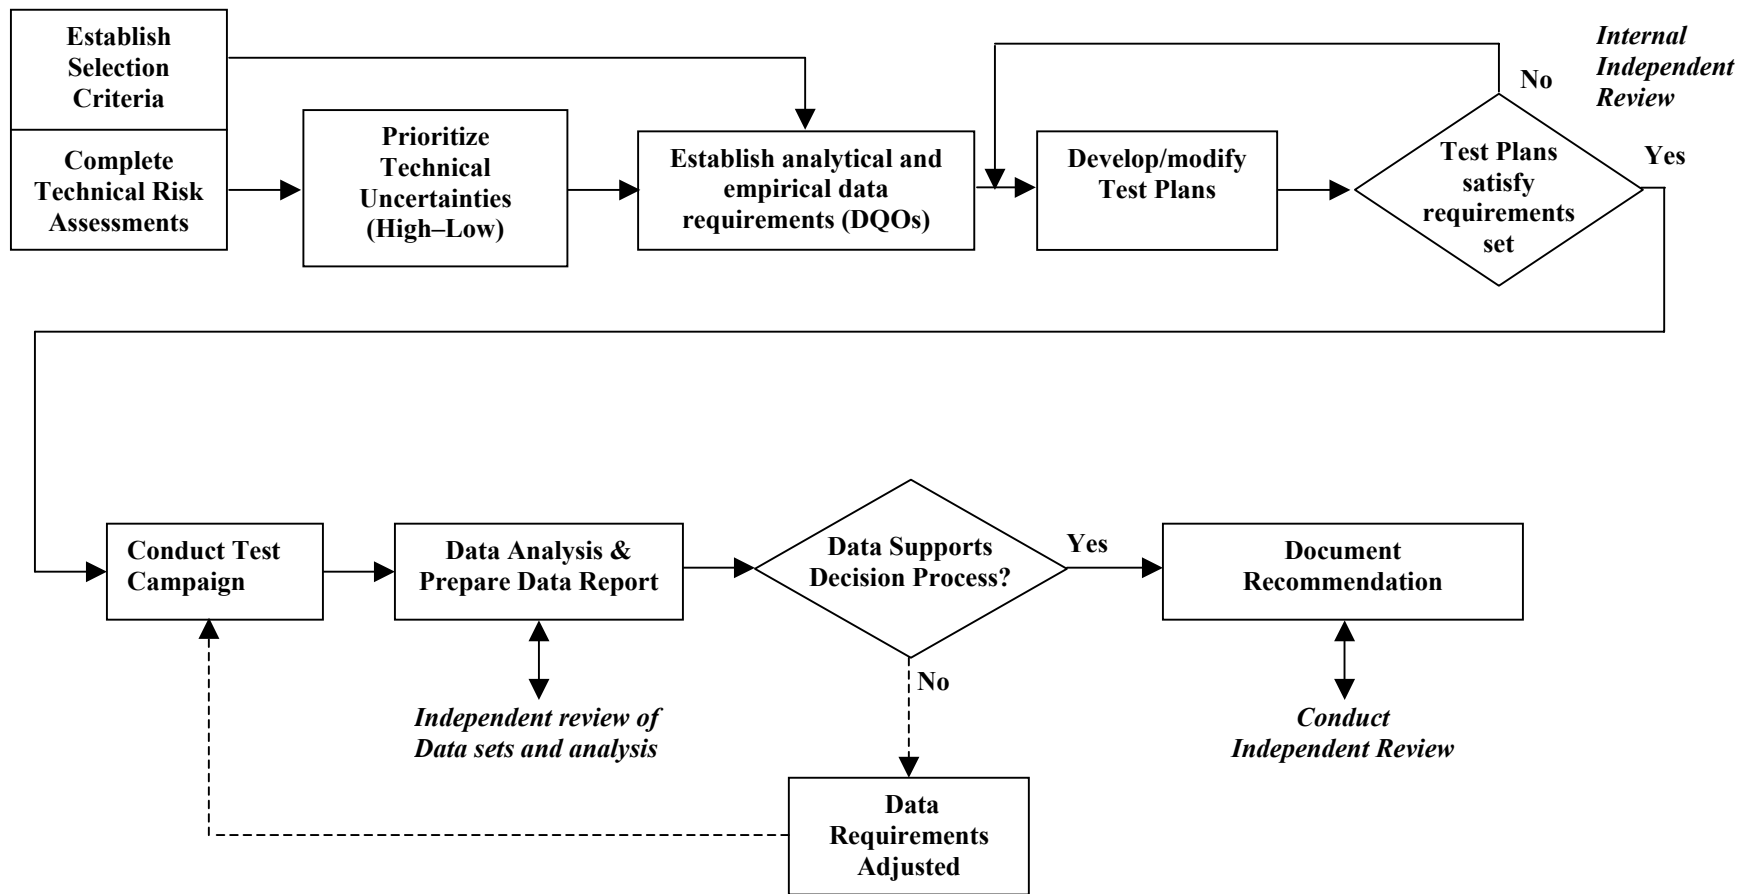 Establish
Selection
Criteria
Complete
Technical Risk
Assessments
Prioritize
Technical
Uncertainties
(High–Low)
Establish analytical and
empirical data
requirements (DQOs)
Develop/modify
Test Plans
No
Test Plans
satisfy
requirements
set
Yes
Internal
Independent
Review
Conduct Test
Campaign
Data Analysis &
Prepare Data Report
Independent review of
Data sets and analysis
Data Supports
Decision Process?
Yes
No
Data
Requirements
Adjusted
Document
Recommendation
Conduct
Independent Review